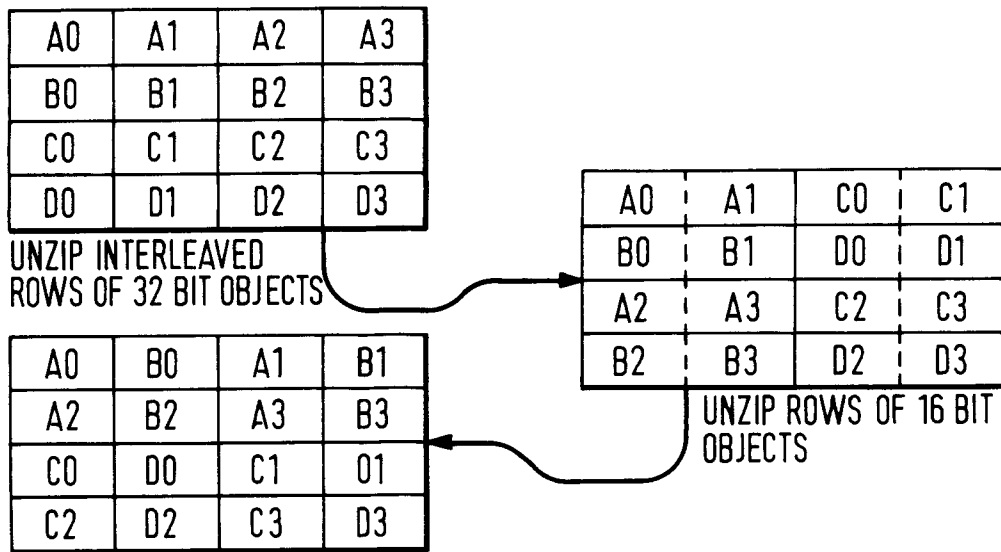 A0 A1 A2 A3
B0 B1 B2 B3
C0 C1 C2 C3
D0 D1 D2 D3
UNZIP INTERLEAVED
ROWS OF 32 BIT OBJECTS
A0 A1 C0 C1
B0 B1 D0 D1
A2 A3 C2 C3
B2 B3 D2 D3
UNZIP ROWS OF 16 BIT
OBJECTS
A0 B0 A1 B1
A2 B2 A3 B3
C0 D0 C1 01
C2 D2 C3 D3